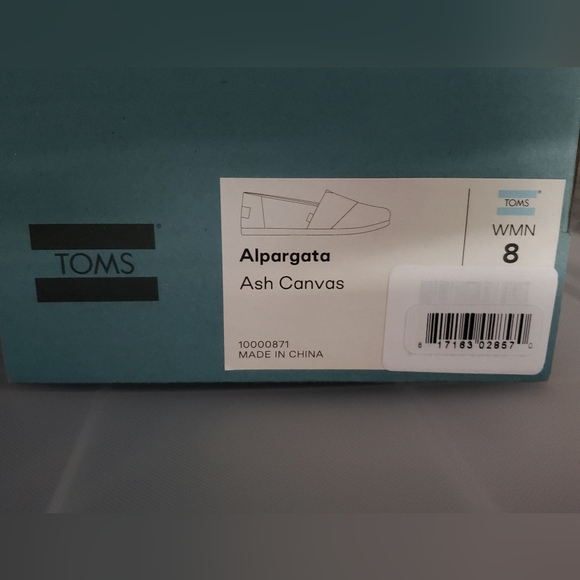 TOMS
Alpargata
Ash Canvas
10000871
MADE IN CHINA
TOMS
WMN
8
8 17163 02857 0